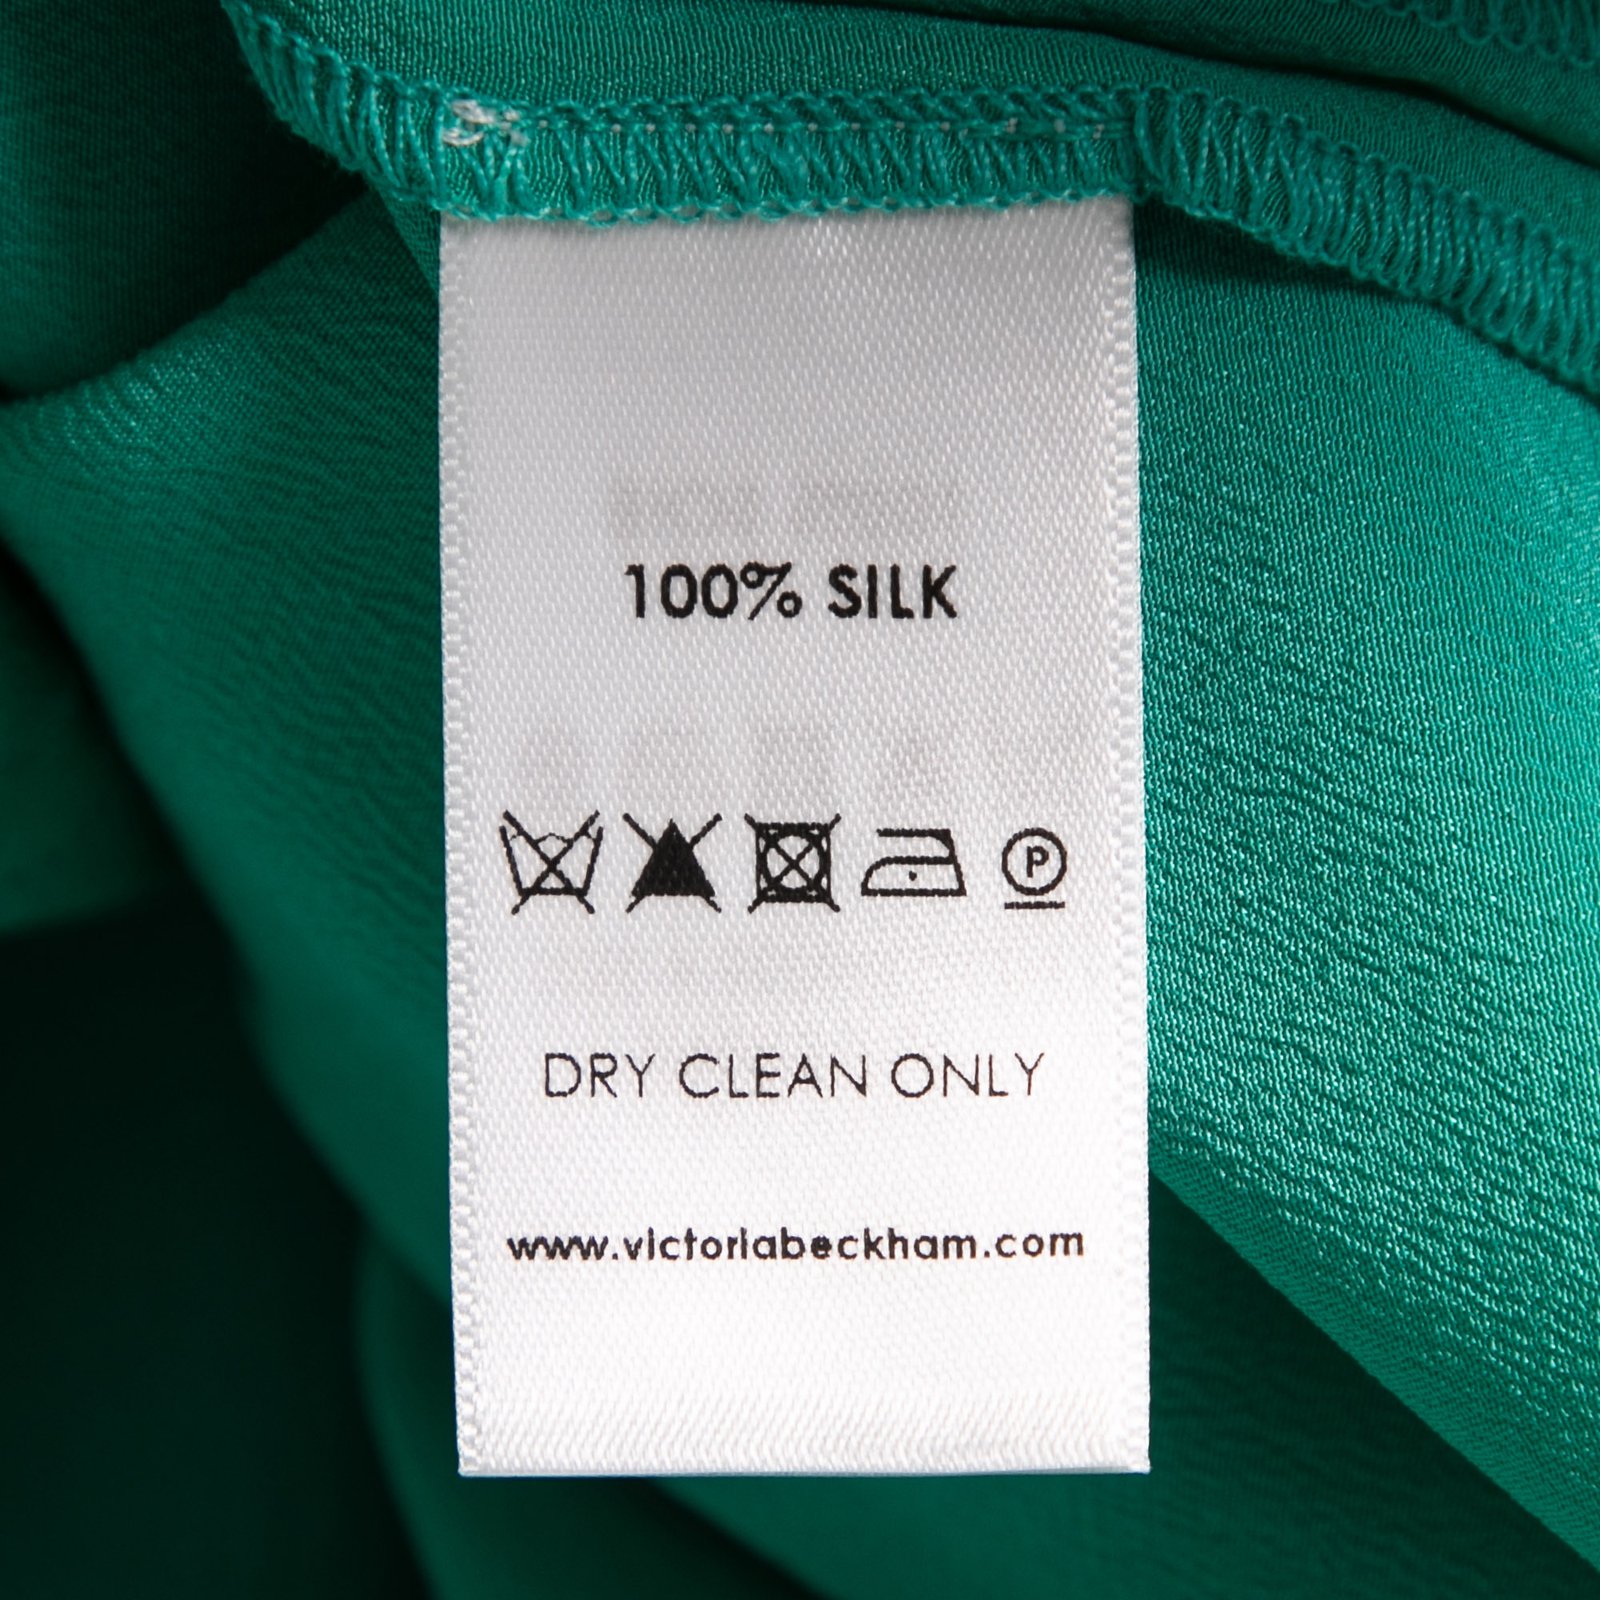 100% SILK
P
DRY CLEAN ONLY
www.victoriabeckham.com